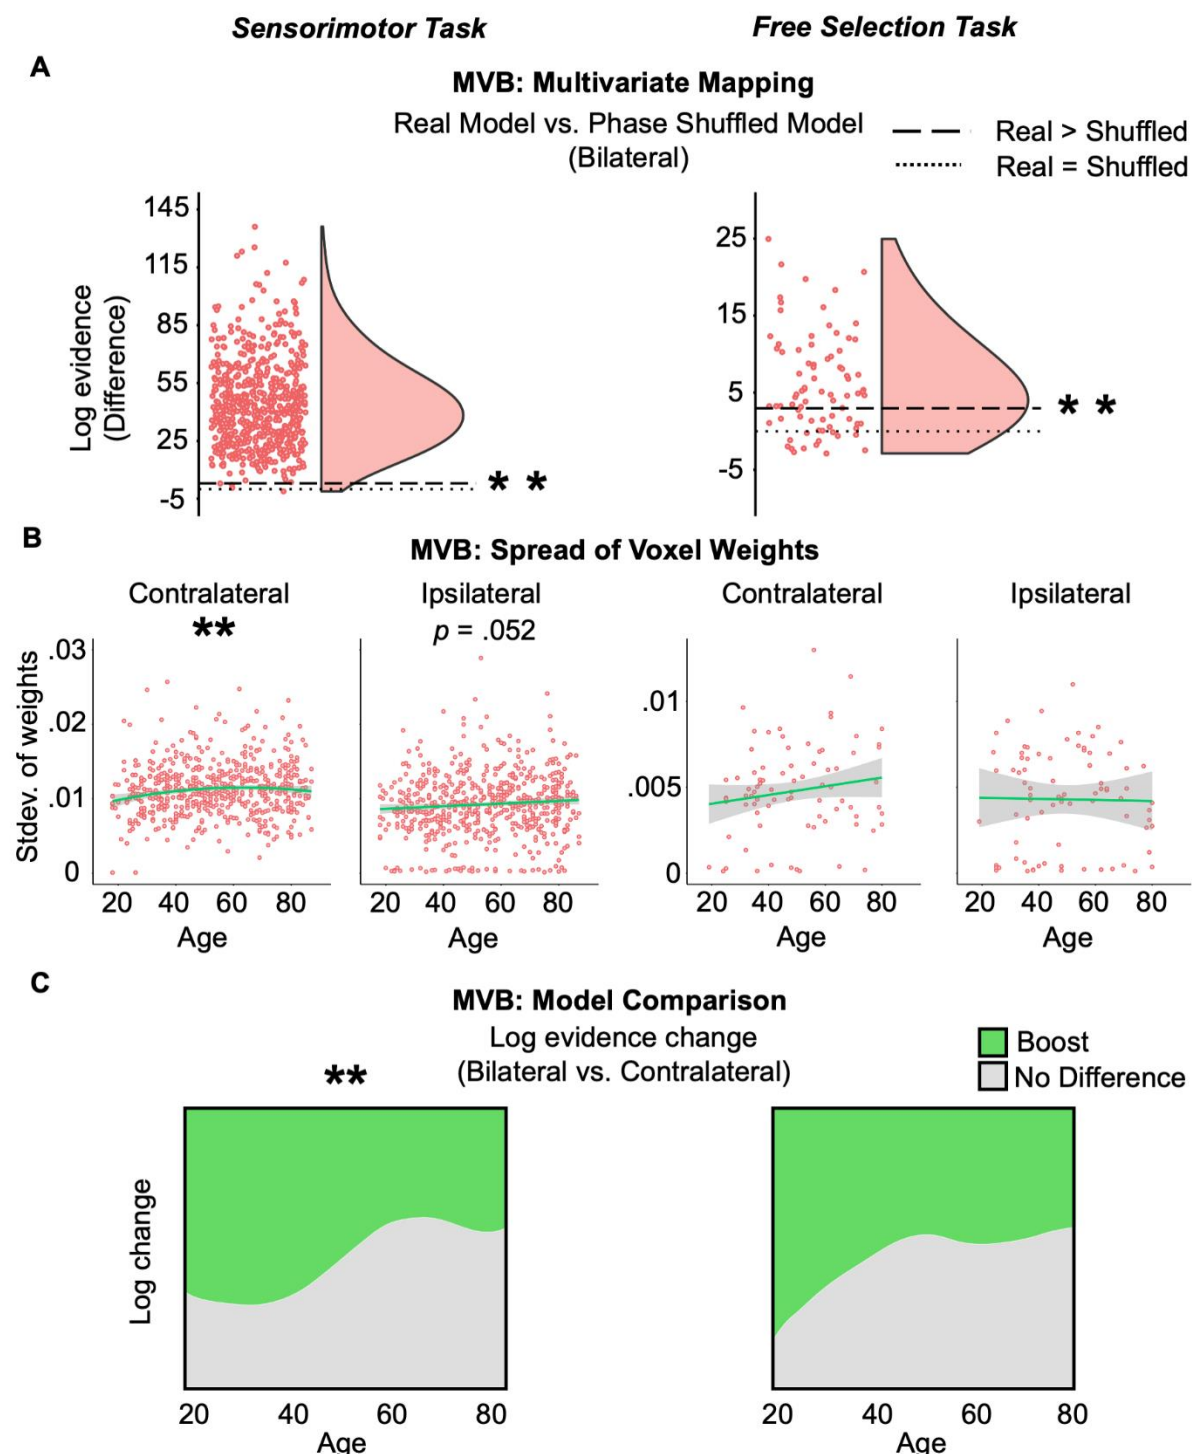 Sensorimotor Task
Free Selection Task
A
MVB: Multivariate Mapping
Real Model vs. Phase Shuffled Model
(Bilateral)
Real > Shuffled
Real = Shuffled
Log evidence
(Difference)
145
115
85
55
25
-5
* *
25
15
5
-5
* *
B
MVB: Spread of Voxel Weights
Contralateral
**
Ipsilateral
p = .052
Contralateral
Ipsilateral
Stdev. of weights
.03
.02
.01
0
20 40 60 80
Age
20 40 60 80
Age
.01
.005
0
20 40 60 80
Age
20 40 60 80
Age
C
MVB: Model Comparison
Log evidence change
(Bilateral vs. Contralateral)
**
Boost
No Difference
Log change
20 40 60 80
Age
20 40 60 80
Age